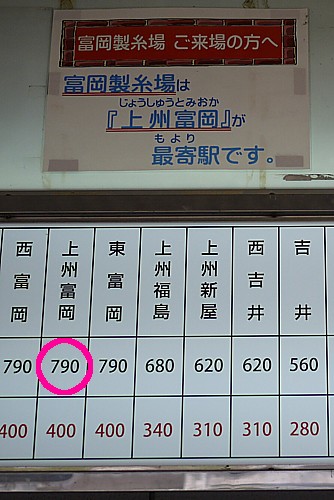 富岡製糸場 ご来場の方へ
富岡製糸場は
じょうしゅうとみおか
『上州富岡』が
もより
最寄駅です。
西富岡 上州富岡 東富岡 上州福島 上州新屋 西吉井 吉井
790 790 790 680 620 620 560
400 400 400 340 310 310 280